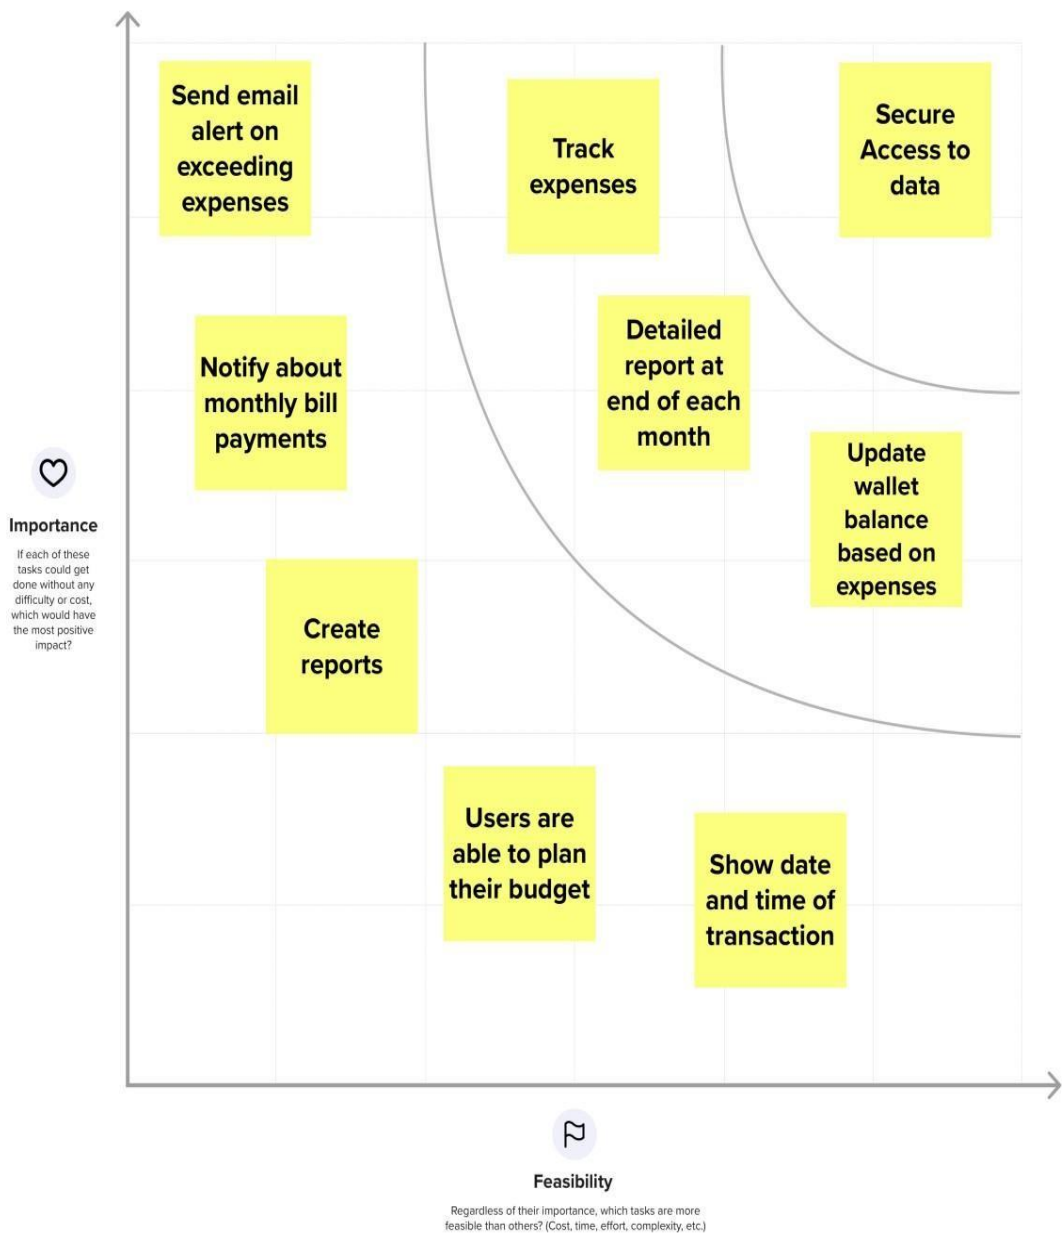 Send email
alert on
exceeding
expenses
Track
expenses
Secure
Access to
data
Notify about
monthly bill
payments
Detailed
report at
end of each
month
Update
wallet
balance
based on
expenses
Importance
If each of these
tasks could get
done without any
difficulty or cost,
which would have
the most positive
impact?
Create
reports
Users are
able to plan
their budget
Show date
and time of
transaction
Feasibility
Regardless of their importance, which tasks are more
feasible than others? (Cost, time, effort, complexity, etc.)